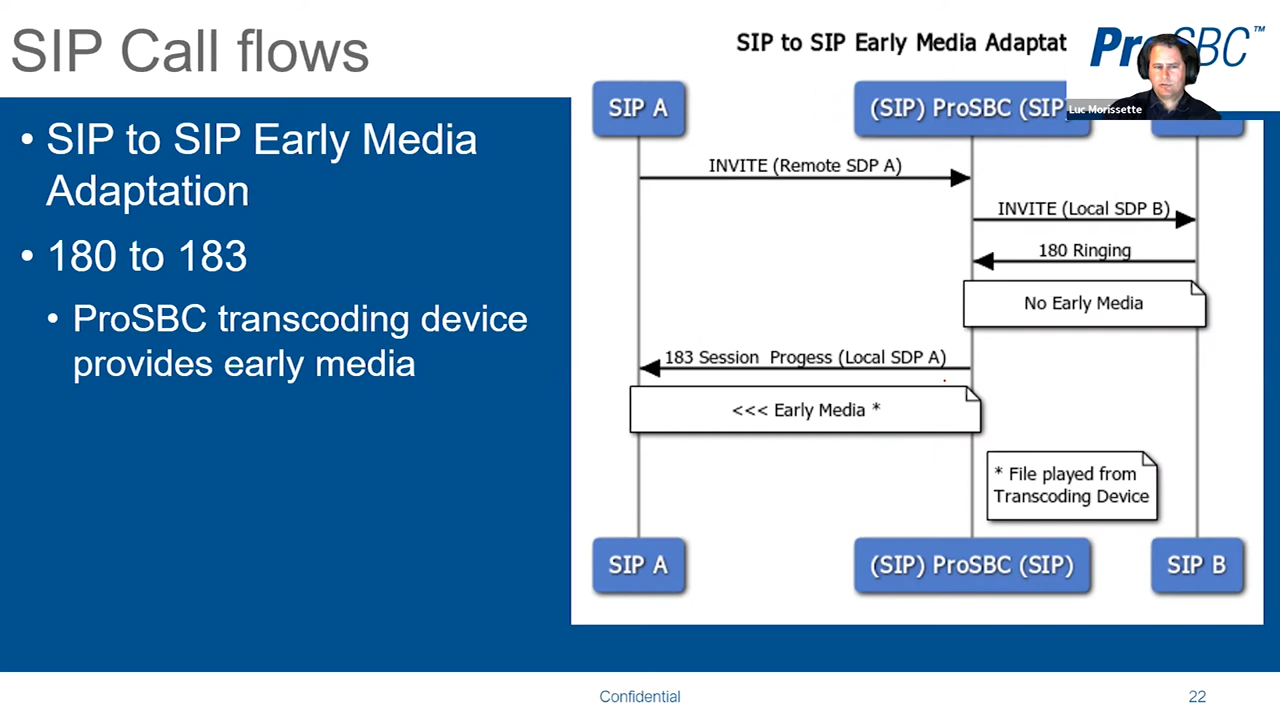 SIP Call flows
• SIP to SIP Early Media
Adaptation
• 180 to 183
• ProSBC transcoding device
provides early media
SIP to SIP Early Media Adaptat
SBC™
Luc Morissette
SIP A
(SIP) ProSBC (SIP
INVITE (Remote SDP A)
INVITE (Local SDP B)
180 Ringing
No Early Media
183 Session Progess (Local SDP A)
<<< Early Media *
* File played from
Transcoding Device
SIP A
(SIP) ProSBC (SIP)
SIP B
Confidential
22